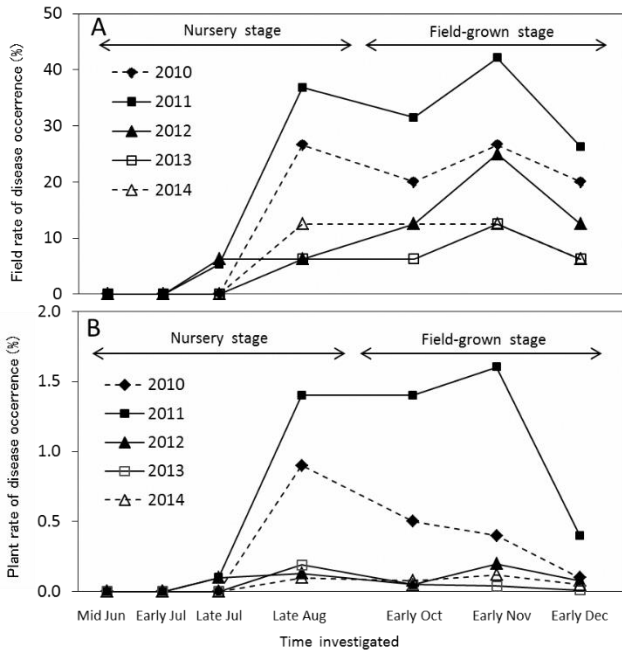 A
Nursery stage
Field-grown stage
Field rate of disease occerrence (%)
50
40
30
20
10
0
2010
2011
2012
2013
2014
B
Nursery stage
Field-grown stage
Plant rate of disease occerrence (%)
2.0
1.5
1.0
0.5
0.0
2010
2011
2012
2013
2014
Mid Jun Early Jul Late Jul Late Aug Early Oct Early Nov Early Dec
Time investigated